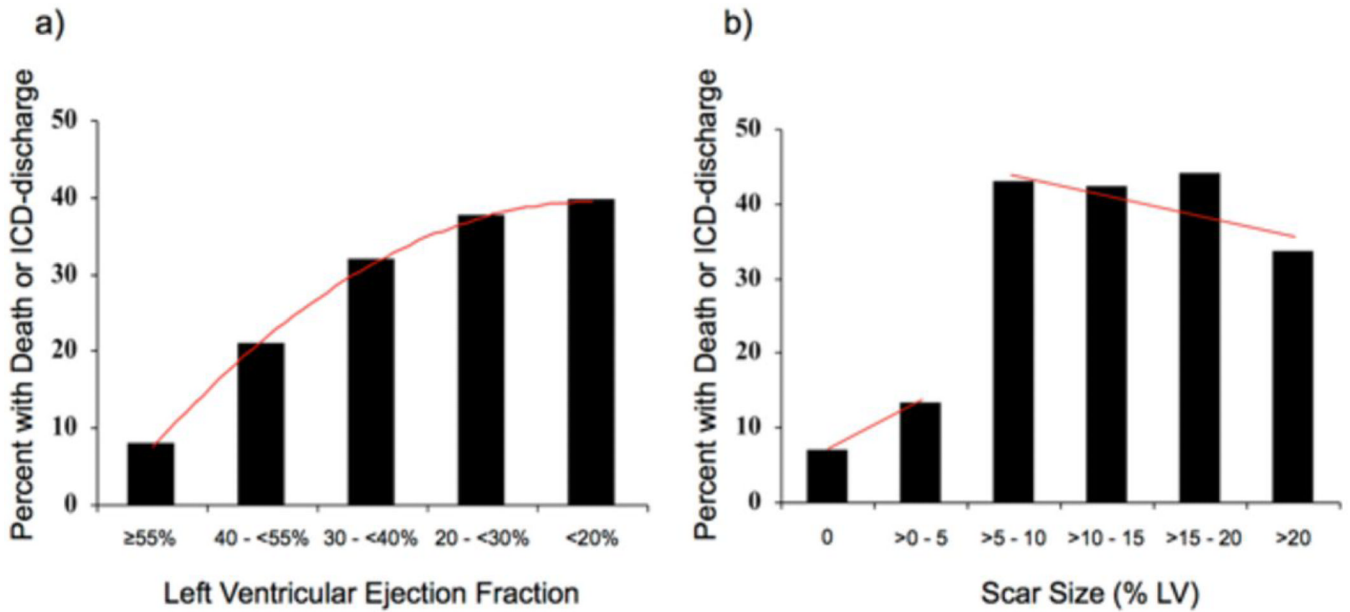 a)
Percent with Death or ICD-discharge
50
40
30
20
10
0
≥55%
40 - <55%
30 - <40%
20 - <30%
<20%
Left Ventricular Ejection Fraction
b)
Percent with Death or ICD-discharge
50
40
30
20
10
0
0
>0 - 5
>5 - 10
>10 - 15
>15 - 20
>20
Scar Size (% LV)